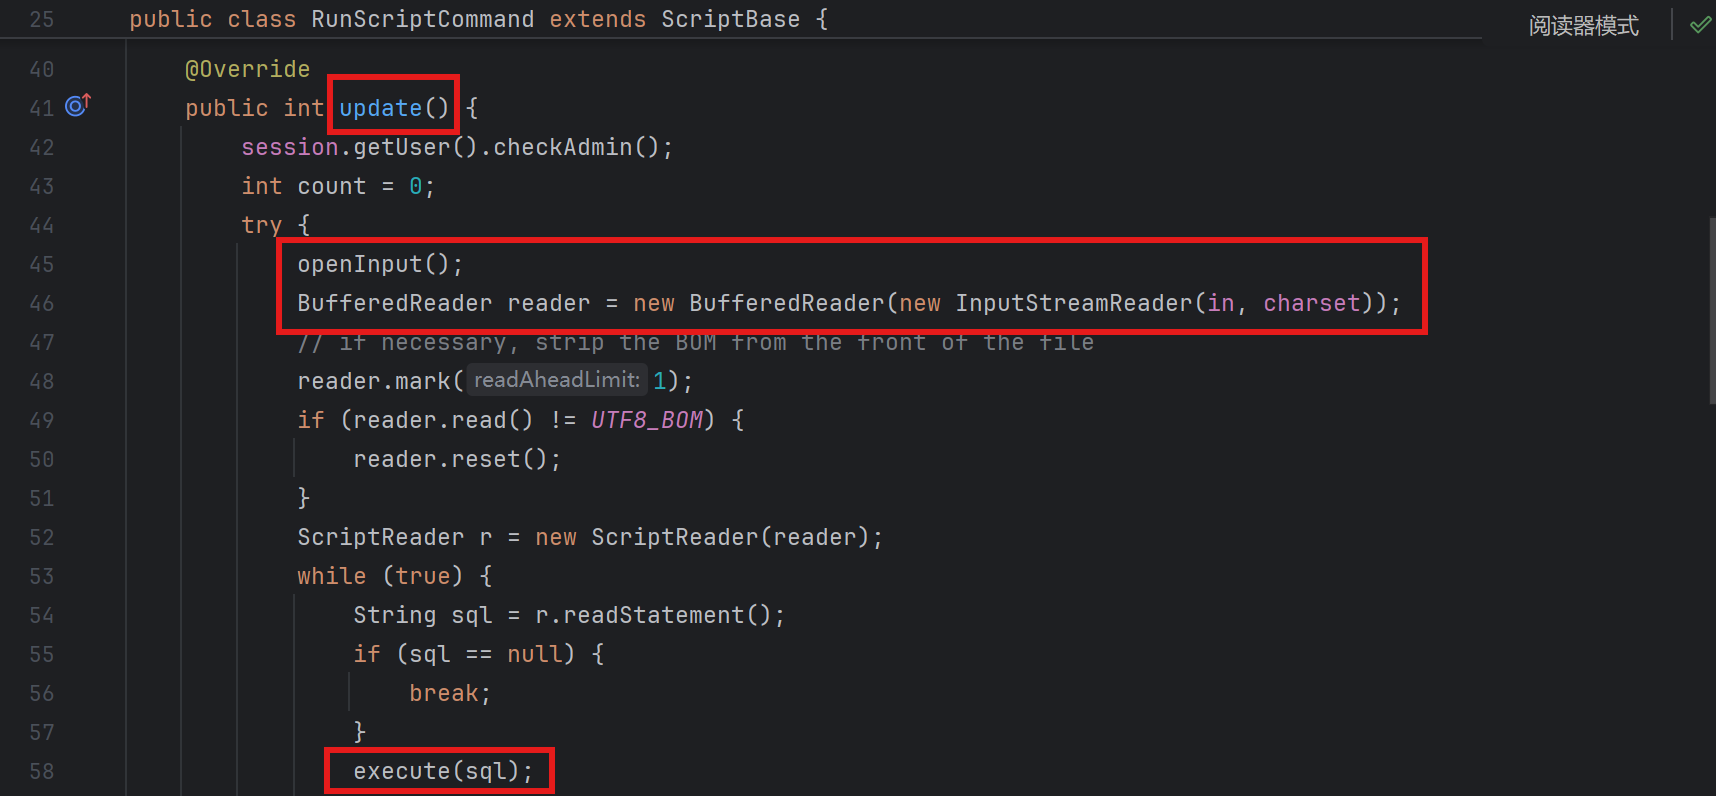 25 public class RunScriptCommand extends ScriptBase {
阅读器模式
40 @Override
41 public int update() {
42 session.getUser().checkAdmin();
43 int count = 0;
44 try {
45 openInput();
46 BufferedReader reader = new BufferedReader(new InputStreamReader(in, charset));
47 // if necessary, strip the BOM from the front of the file
48 reader.mark( readAheadLimit: 1);
49 if (reader.read() != UTF8_BOM) {
50 reader.reset();
51 }
52 ScriptReader r = new ScriptReader(reader);
53 while (true) {
54 String sql = r.readStatement();
55 if (sql == null) {
56 break;
57 }
58 execute(sql);